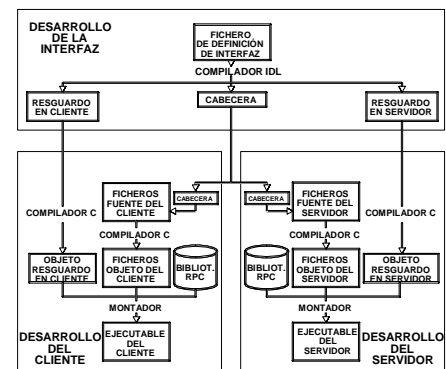 DESARROLLO
DE LA
INTERFAZ
FICHERO
DE DEFINICIÓN
DE INTERFAZ
COMPILADOR IDL
RESGUARDO
EN CLIENTE
CABECERA
RESGUARDO
EN SERVIDOR
FICHEROS
FUENTE DEL
CLIENTE
CABECERA
CABECERA
FICHEROS
FUENTE DEL
SERVIDOR
COMPILADOR C
COMPILADOR C
COMPILADOR C
COMPILADOR C
OBJETO
RESGUARDO
EN CLIENTE
FICHEROS
OBJETO DEL
CLIENTE
BIBLIOT.
RPC
BIBLIOT.
RPC
FICHEROS
OBJETO DEL
SERVIDOR
OBJETO
RESGUARDO
EN SERVIDOR
MONTADOR
MONTADOR
DESARROLLO
DEL
CLIENTE
EJECUTABLE
DEL
CLIENTE
EJECUTABLE
DEL
SERVIDOR
DESARROLLO
DEL
SERVIDOR